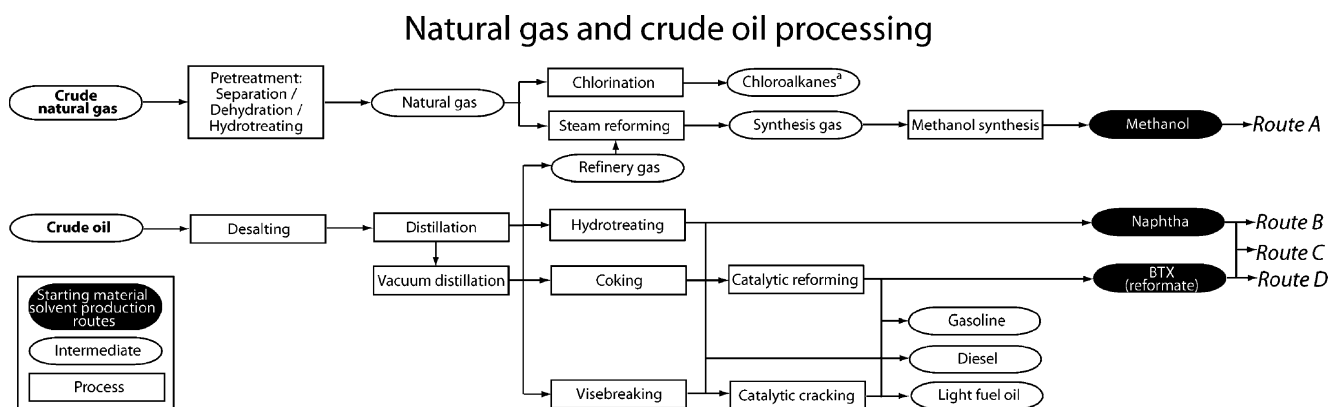 Natural gas and crude oil processing
Crude
natural gas
Pretreatment:
Separation /
Dehydration /
Hydrotreating
Natural gas
Chlorination
Chloroalkanesᵃ
Steam reforming
Synthesis gas
Methanol synthesis
Methanol
Route A
Refinery gas
Crude oil
Desalting
Distillation
Hydrotreating
Naphtha
Route B
Route C
Vacuum distillation
Coking
Catalytic reforming
BTX
(reformate)
Route D
Starting material
solvent production
routes
Intermediate
Process
Gasoline
Diesel
Visebreaking
Catalytic cracking
Light fuel oil